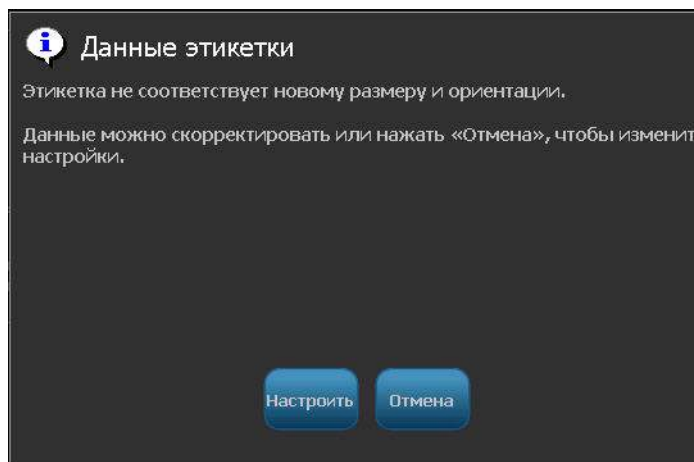 Данные этикетки
Этикетка не соответствует новому размеру и ориентации.
Данные можно скорректировать или нажать «Отмена», чтобы изменит
настройки.
Настроить Отмена